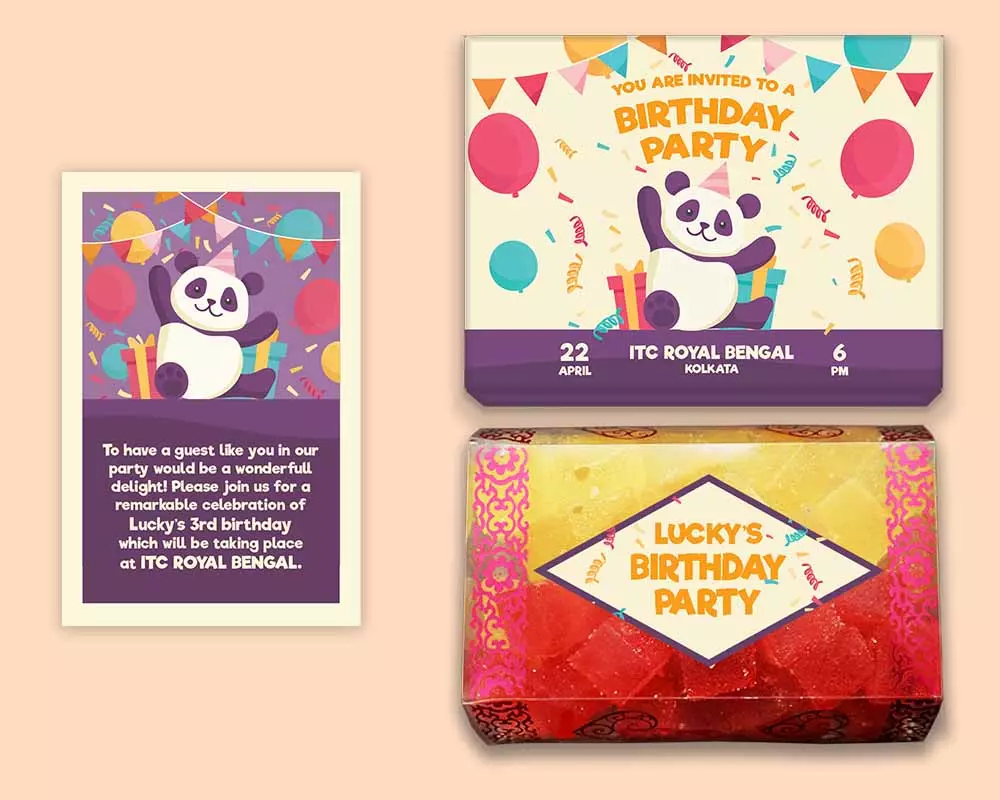 To have a guest like you in our
party would be a wonderfull
delight! Please join us for a
remarkable celebration of
Lucky's 3rd birthday
which will be taking place
at ITC ROYAL BENGAL.
YOU ARE INVITED TO A
BIRTHDAY
PARTY
22 ITC ROYAL BENGAL 6
APRIL KOLKATA PM
LUCKY'S
BIRTHDAY
PARTY